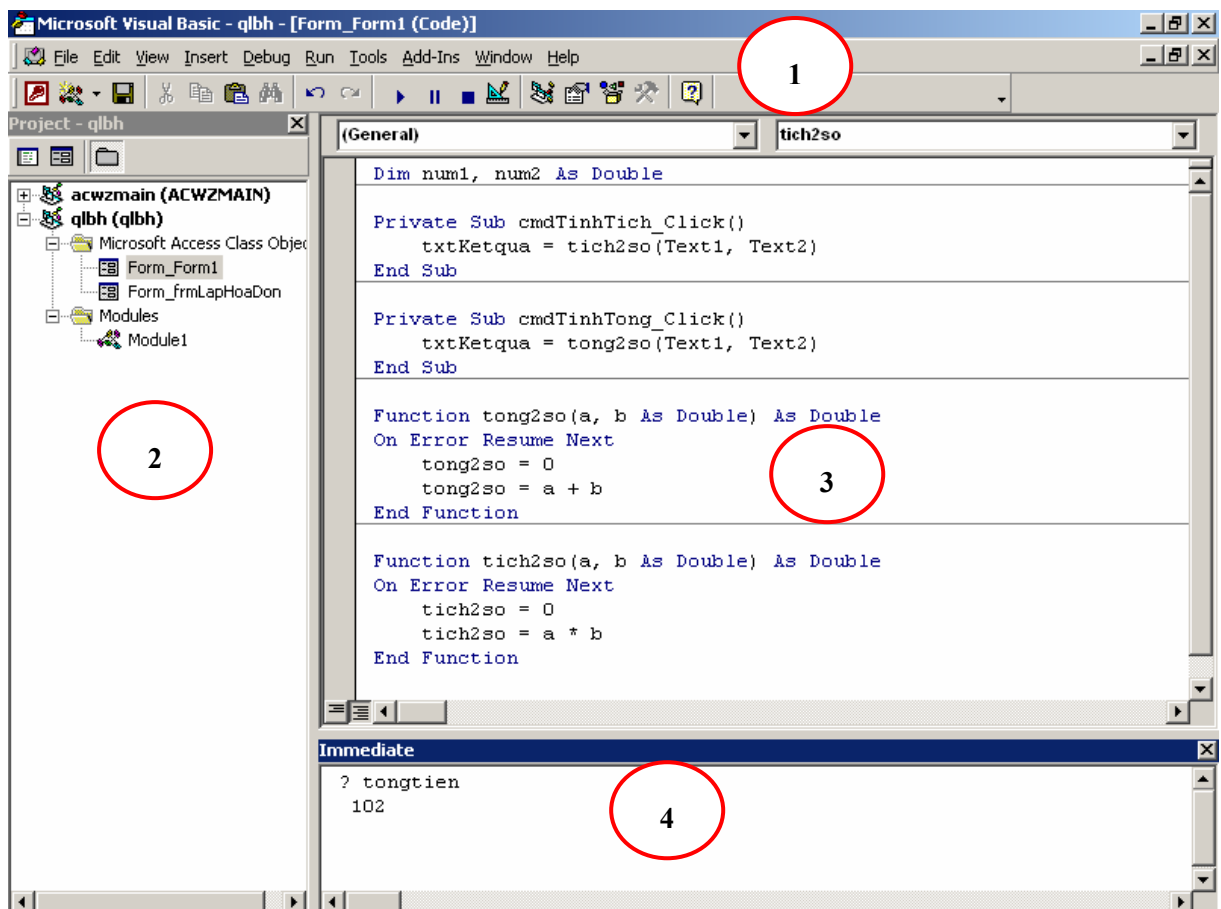 Microsoft Visual Basic - qlbh - [Form_Form1 (Code)]
File Edit View Insert Debug Run Tools Add-Ins Window Help
1
Project - qlbh
acwzmain (ACWZMAIN)
qlbh (qlbh)
Microsoft Access Class Objec
Form_Form1
Form_frmLapHoaDon
Modules
Module1
2
(General)
tich2so
Dim num1, num2 As Double
Private Sub cmdTinhTich_Click()
txtKetqua = tich2so(Text1, Text2)
End Sub
Private Sub cmdTinhTong_Click()
txtKetqua = tong2so(Text1, Text2)
End Sub
Function tong2so(a, b As Double) As Double
On Error Resume Next
tong2so = 0
tong2so = a + b
End Function
3
Function tich2so(a, b As Double) As Double
On Error Resume Next
tich2so = 0
tich2so = a * b
End Function
Immediate
? tongtien
102
4